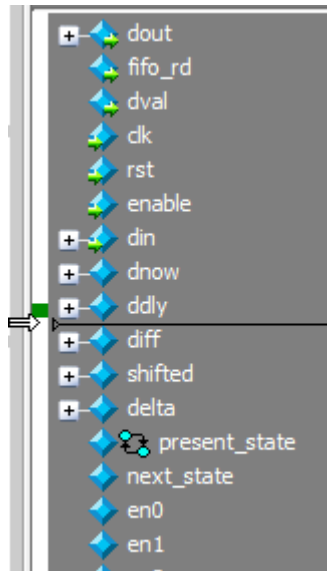 dout
fifo_rd
dval
clk
rst
enable
din
dnow
ddly
diff
shifted
delta
present_state
next_state
en0
en1